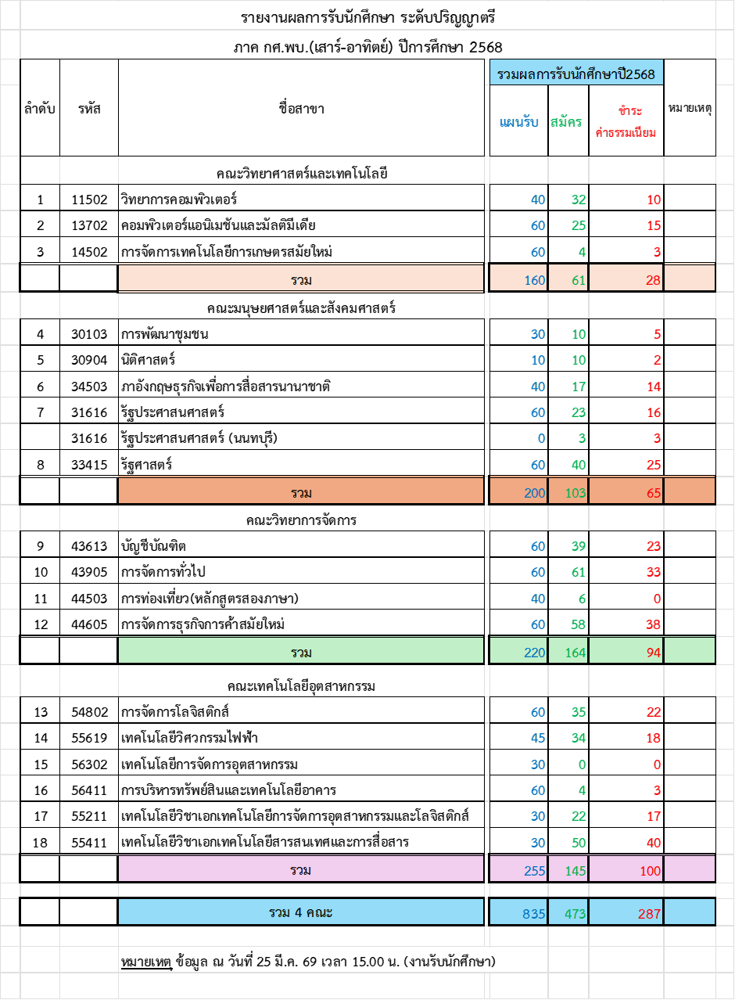 รายงานผลการรับนักศึกษา ระดับปริญญาตรี
ภาค กศ.พบ.(เสาร์-อาทิตย์) ปีการศึกษา 2568
ลำดับ รหัส ชื่อสาขา รวมผลการรับนักศึกษาปี2568 หมายเหตุ
แผนรับ สมัคร ชำระ
ค่าธรรมเนียม
คณะวิทยาศาสตร์และเทคโนโลยี
1 11502 วิทยาการคอมพิวเตอร์ 40 32 10
2 13702 คอมพิวเตอร์แอนิเมชันและมัลติมีเดีย 60 25 15
3 14502 การจัดการเทคโนโลยีการเกษตรสมัยใหม่ 60 4 3
รวม 160 61 28
คณะมนุษยศาสตร์และสังคมศาสตร์
4 30103 การพัฒนาชุมชน 30 10 5
5 30904 นิติศาสตร์ 10 10 2
6 34503 ภาอังกฤษธุรกิจเพื่อการสื่อสารนานาชาติ 40 17 14
7 31616 รัฐประศาสนศาสตร์ 60 23 16
31616 รัฐประศาสนศาสตร์ (นนทบุรี) 0 3 3
8 33415 รัฐศาสตร์ 60 40 25
รวม 200 103 65
คณะวิทยาการจัดการ
9 43613 บัญชีบัณฑิต 60 39 23
10 43905 การจัดการทั่วไป 60 61 33
11 44503 การท่องเที่ยว(หลักสูตรสองภาษา) 40 6 0
12 44605 การจัดการธุรกิจการค้าสมัยใหม่ 60 58 38
รวม 220 164 94
คณะเทคโนโลยีอุตสาหกรรม
13 54802 การจัดการโลจิสติกส์ 60 35 22
14 55619 เทคโนโลยีวิศวกรรมไฟฟ้า 45 34 18
15 56302 เทคโนโลยีการจัดการอุตสาหกรรม 30 0 0
16 56411 การบริหารทรัพย์สินและเทคโนโลยีอาคาร 60 4 3
17 55211 เทคโนโลยีวิชาเอกเทคโนโลยีการจัดการอุตสาหกรรมและโลจิสติกส์ 30 22 17
18 55411 เทคโนโลยีวิชาเอกเทคโนโลยีสารสนเทศและการสื่อสาร 30 50 40
รวม 255 145 100
รวม 4 คณะ 835 473 287
หมายเหตุ ข้อมูล ณ วันที่ 25 มี.ค. 69 เวลา 15.00 น. (งานรับนักศึกษา)